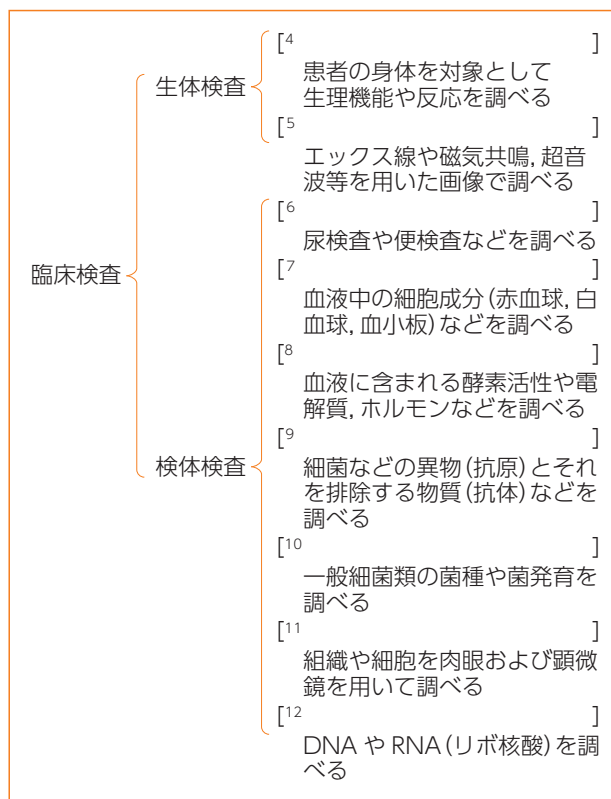 [4 ]
患者の身体を対象として
生理機能や反応を調べる
生体検査
[5 ]
エックス線や磁気共鳴,超音
波等を用いた画像で調べる
[6 ]
尿検査や便検査などを調べる
臨床検査
[7 ]
血液中の細胞成分(赤血球,白
血球,血小板)などを調べる
[8 ]
血液に含まれる酵素活性や電
解質,ホルモンなどを調べる
検体検査
[9 ]
細菌などの異物(抗原)とそれ
を排除する物質(抗体)などを
調べる
[10 ]
一般細菌類の菌種や菌発育を
調べる
[11 ]
組織や細胞を肉眼および顕微
鏡を用いて調べる
[12 ]
DNA や RNA(リボ核酸)を調
べる